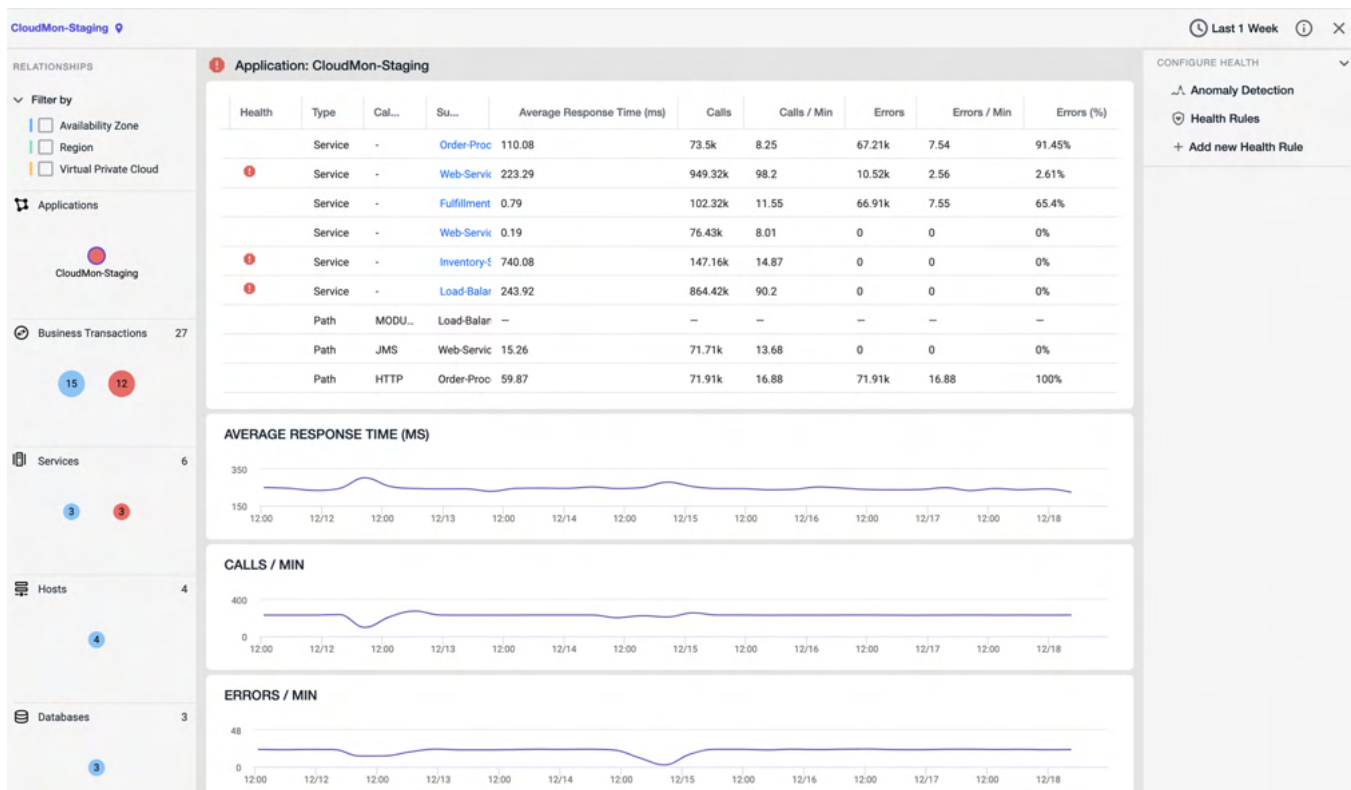 CloudMon-Staging
Last 1 Week
RELATIONSHIPS
Filter by
Availability Zone
Region
Virtual Private Cloud
Applications
CloudMon-Staging
Business Transactions 27
15 12
Services 6
3 3
Hosts 4
4
Databases 3
3
Application: CloudMon-Staging
Health Type Cal... Su... Average Response Time (ms) Calls Calls / Min Errors Errors / Min Errors (%)
Service - Order-Proc 110.08 73.5k 8.25 67.21k 7.54 91.45%
Service - Web-Servic 223.29 949.32k 98.2 10.52k 2.56 2.61%
Service - Fulfillment 0.79 102.32k 11.55 66.91k 7.55 65.4%
Service - Web-Servic 0.19 76.43k 8.01 0 0 0%
Service - Inventory-S 740.08 147.16k 14.87 0 0 0%
Service - Load-Balar 243.92 864.42k 90.2 0 0 0%
Path MODU... Load-Balar – – – – – –
Path JMS Web-Servic 15.26 71.71k 13.68 0 0 0%
Path HTTP Order-Proc 59.87 71.91k 16.88 71.91k 16.88 100%
AVERAGE RESPONSE TIME (MS)
350
150
12:00 12/12 12:00 12/13 12:00 12/14 12:00 12/15 12:00 12/16 12:00 12/17 12:00 12/18
CALLS / MIN
400
0
12:00 12/12 12:00 12/13 12:00 12/14 12:00 12/15 12:00 12/16 12:00 12/17 12:00 12/18
ERRORS / MIN
48
0
12:00 12/12 12:00 12/13 12:00 12/14 12:00 12/15 12:00 12/16 12:00 12/17 12:00 12/18
CONFIGURE HEALTH
Anomaly Detection
Health Rules
+ Add new Health Rule